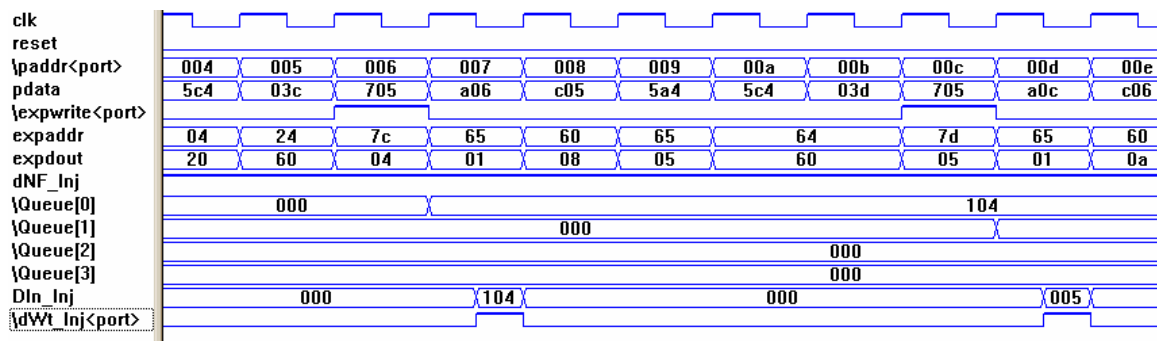 clk
reset
\paddr<port> 004 005 006 007 008 009 00a 00b 00c 00d 00e
pdata 5c4 03c 705 a06 c05 5a4 5c4 03d 705 a0c c06
\expwrite<port>
expaddr 04 24 7c 65 60 65 64 7d 65 60
expdout 20 60 04 01 08 05 60 05 01 0a
dNF_Inj
\Queue[0] 000 104
\Queue[1] 000
\Queue[2] 000
\Queue[3] 000
DIn_Inj 000 104 000 005
\dWt_Inj<port>